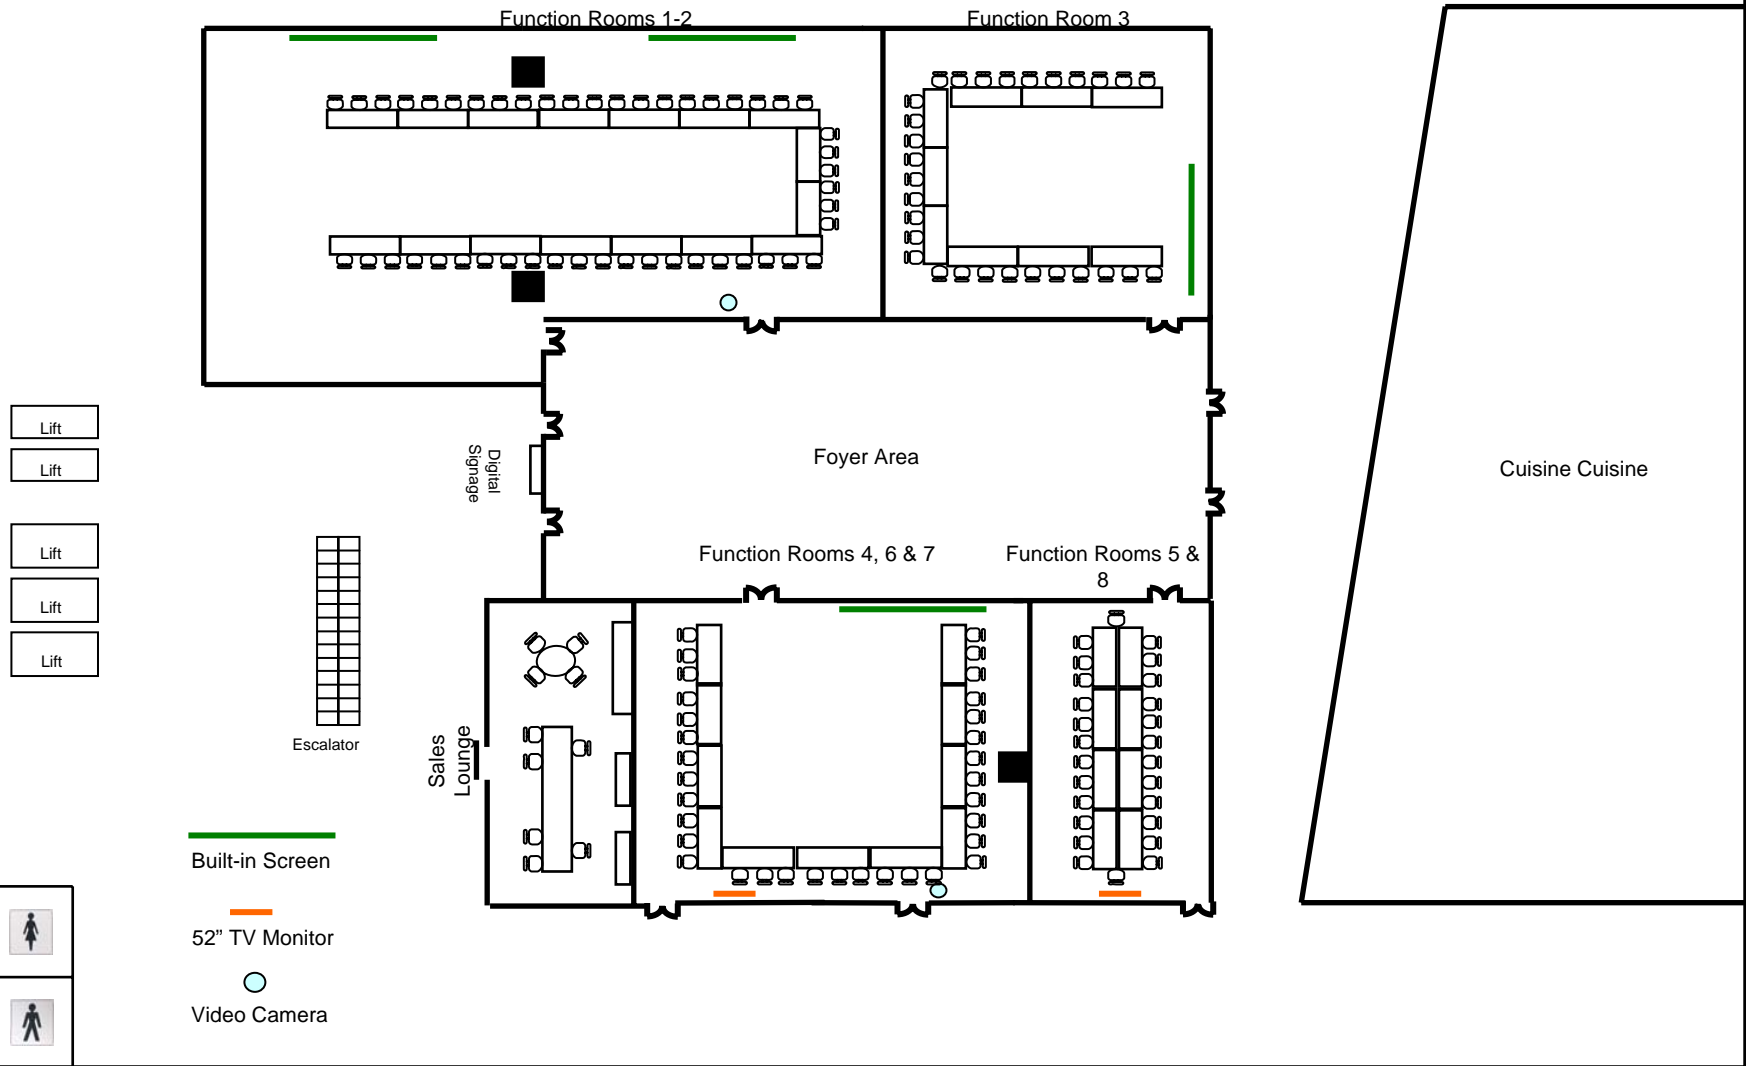 Function Rooms 1-2
Function Room 3
Lift
Lift
Lift
Lift
Lift
Digital
Signage
Foyer Area
Cuisine Cuisine
Function Rooms 4, 6 & 7
Function Rooms 5 &
8
Escalator
Sales
Lounge
Built-in Screen
52” TV Monitor
Video Camera